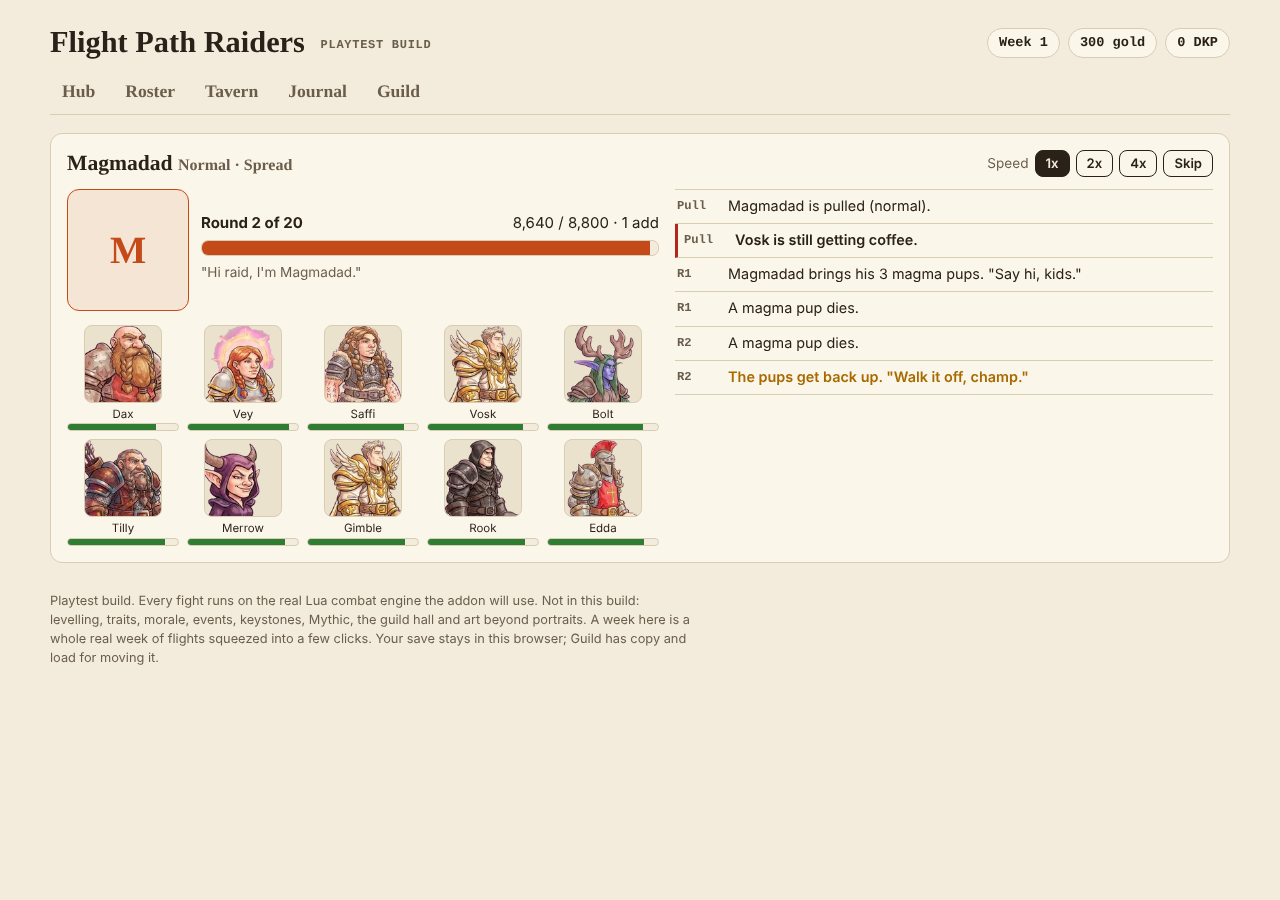 Flight Path Raiders PLAYTEST BUILD
Week 1
300 gold
0 DKP
Hub Roster Tavern Journal Guild
Magmadad Normal · Spread
Speed 1x 2x 4x Skip
M
Round 2 of 20
8,640 / 8,800 · 1 add
"Hi raid, I'm Magmadad."
Dax Vey Saffi Vosk Bolt
Tilly Merrow Gimble Rook Edda
Pull Magmadad is pulled (normal).
Pull Vosk is still getting coffee.
R1 Magmadad brings his 3 magma pups. "Say hi, kids."
R1 A magma pup dies.
R2 A magma pup dies.
R2 The pups get back up. "Walk it off, champ."
Playtest build. Every fight runs on the real Lua combat engine the addon will use. Not in this build:
levelling, traits, morale, events, keystones, Mythic, the guild hall and art beyond portraits. A week here is a
whole real week of flights squeezed into a few clicks. Your save stays in this browser; Guild has copy and
load for moving it.